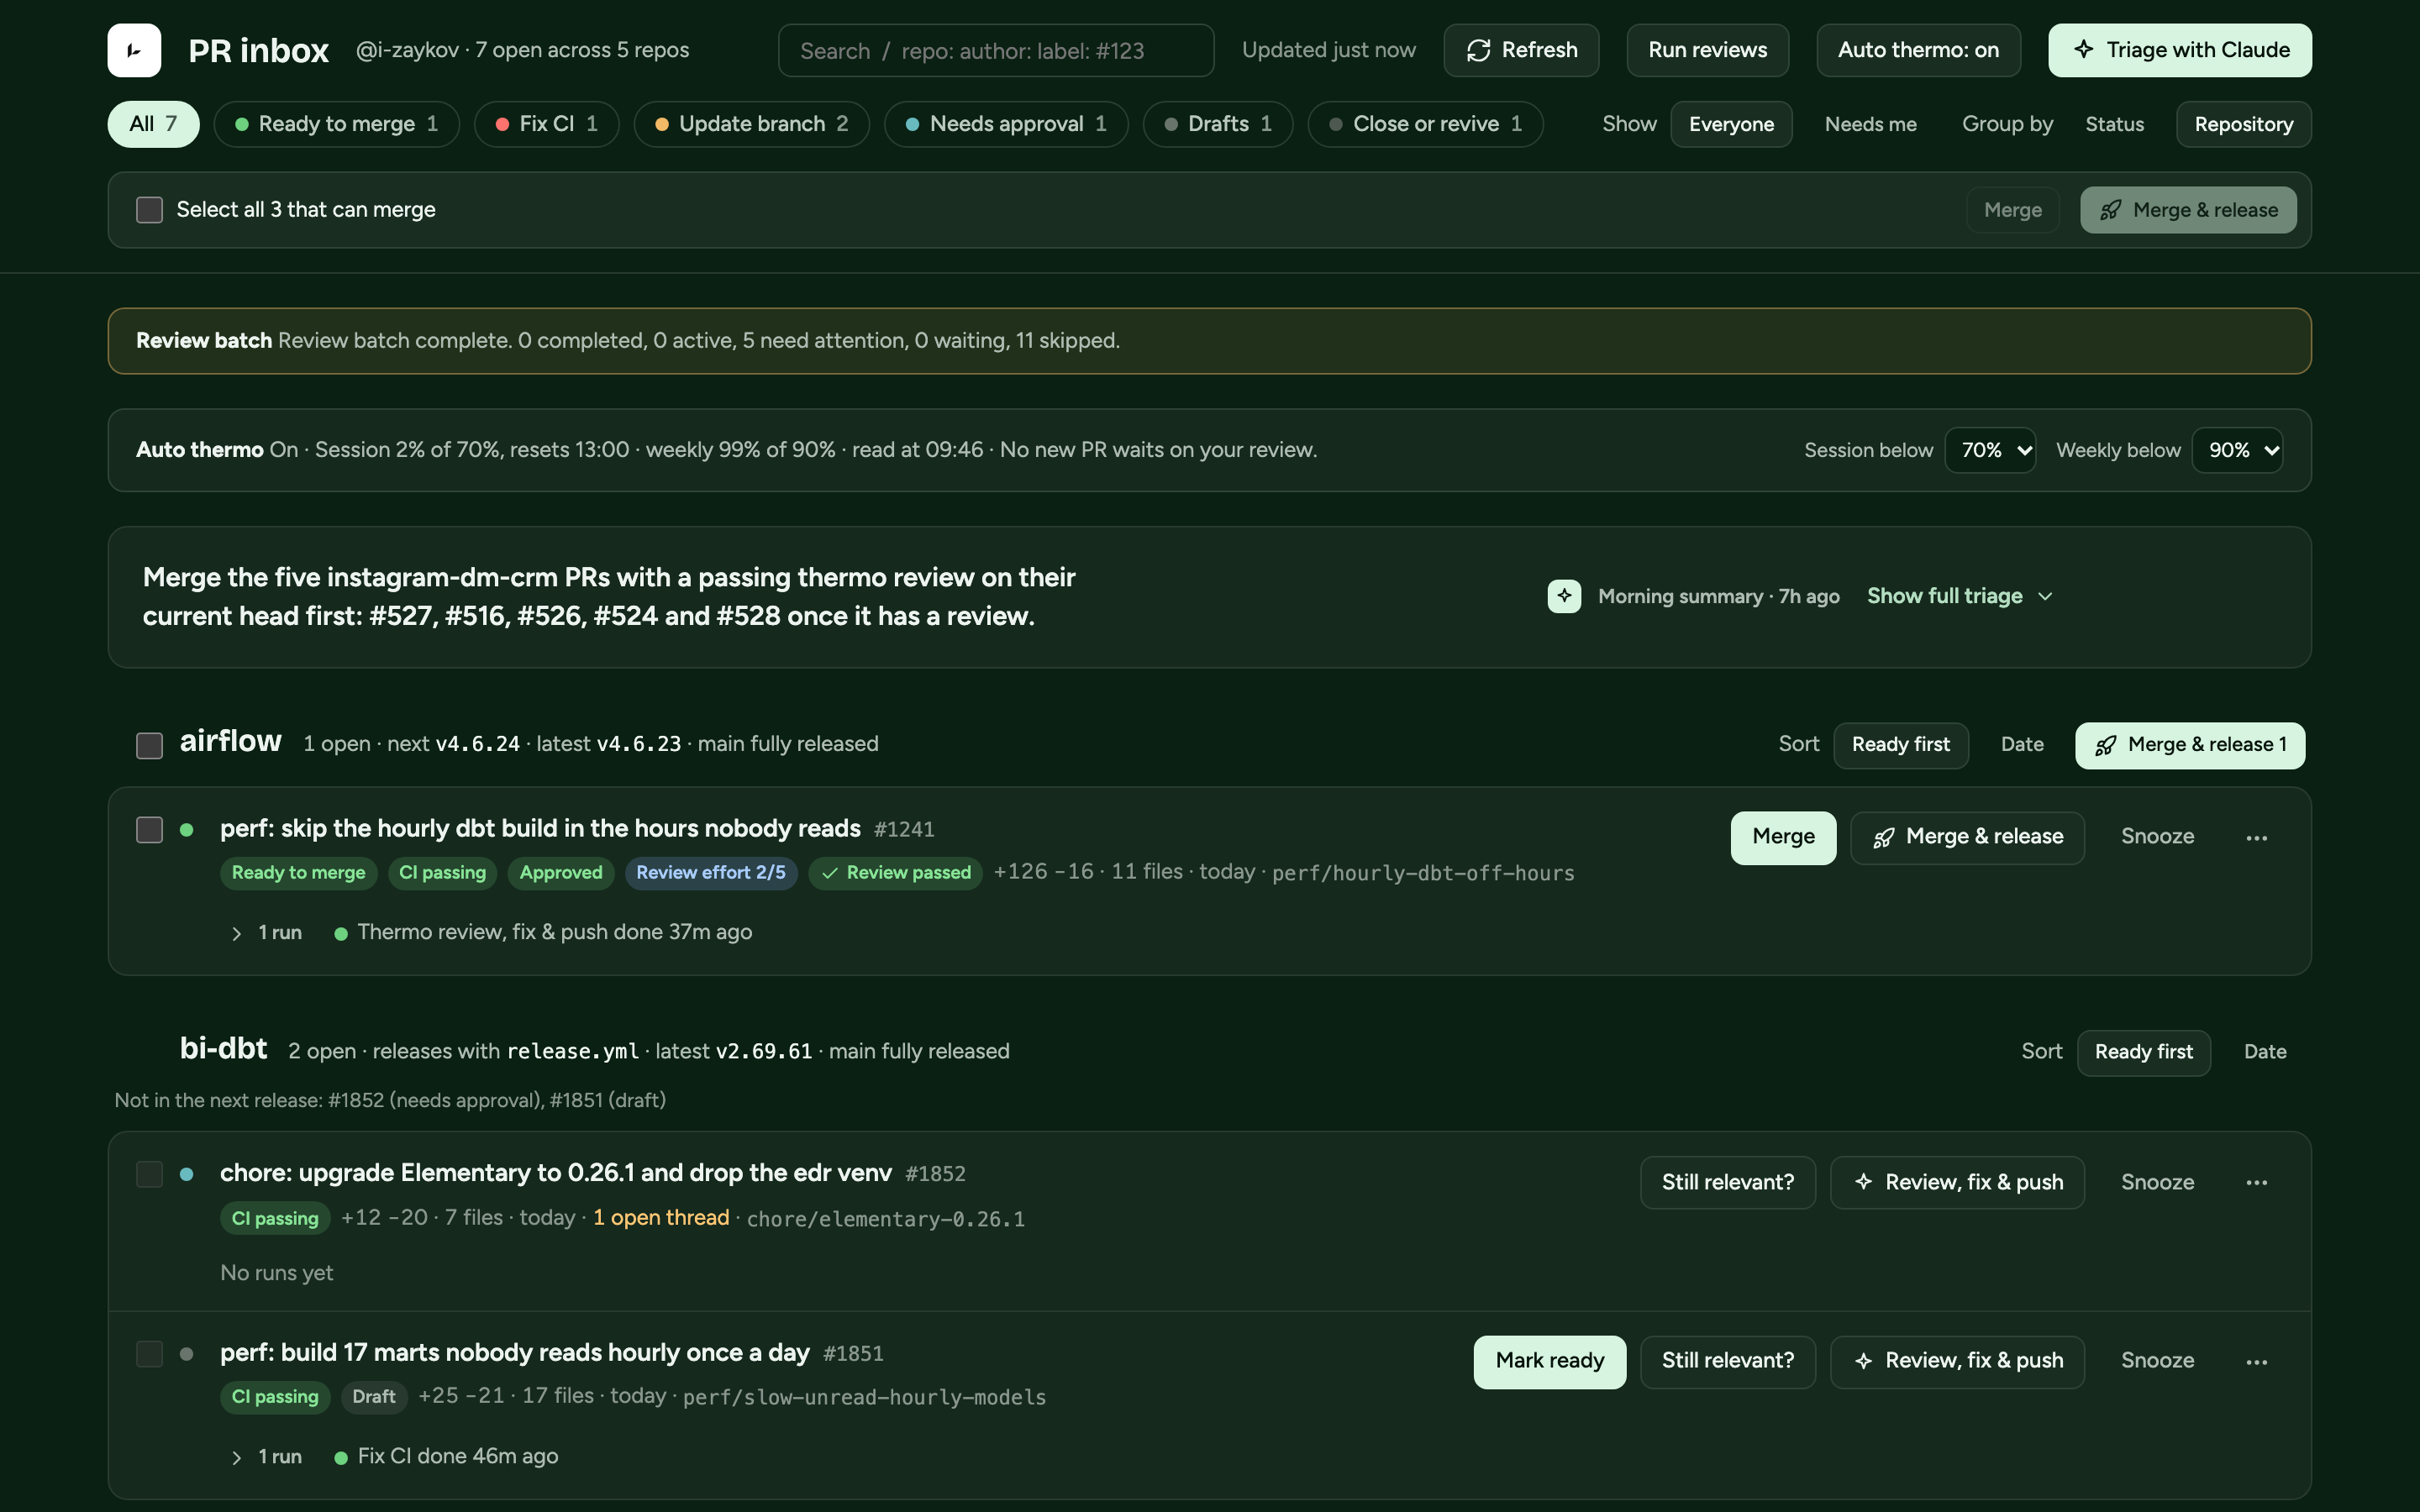 PR inbox @i-zaykov · 7 open across 5 repos Search / repo: author: label: #123 Updated just now Refresh Run reviews Auto thermo: on Triage with Claude
All 7 Ready to merge 1 Fix CI 1 Update branch 2 Needs approval 1 Drafts 1 Close or revive 1 Show Everyone Needs me Group by Status Repository
Select all 3 that can merge Merge Merge & release
Review batch Review batch complete. 0 completed, 0 active, 5 need attention, 0 waiting, 11 skipped.
Auto thermo On · Session 2% of 70%, resets 13:00 · weekly 99% of 90% · read at 09:46 · No new PR waits on your review. Session below 70% Weekly below 90%
Merge the five instagram-dm-crm PRs with a passing thermo review on their
current head first: #527, #516, #526, #524 and #528 once it has a review.
Morning summary · 7h ago Show full triage
airflow 1 open · next v4.6.24 · latest v4.6.23 · main fully released Sort Ready first Date Merge & release 1
perf: skip the hourly dbt build in the hours nobody reads #1241 Merge Merge & release Snooze ···
Ready to merge CI passing Approved Review effort 2/5 Review passed +126 −16 · 11 files · today · perf/hourly-dbt-off-hours
1 run Thermo review, fix & push done 37m ago
bi-dbt 2 open · releases with release.yml · latest v2.69.61 · main fully released Sort Ready first Date
Not in the next release: #1852 (needs approval), #1851 (draft)
chore: upgrade Elementary to 0.26.1 and drop the edr venv #1852 Still relevant? Review, fix & push Snooze ···
CI passing +12 −20 · 7 files · today · 1 open thread · chore/elementary-0.26.1
No runs yet
perf: build 17 marts nobody reads hourly once a day #1851 Mark ready Still relevant? Review, fix & push Snooze ···
CI passing Draft +25 −21 · 17 files · today · perf/slow-unread-hourly-models
1 run Fix CI done 46m ago